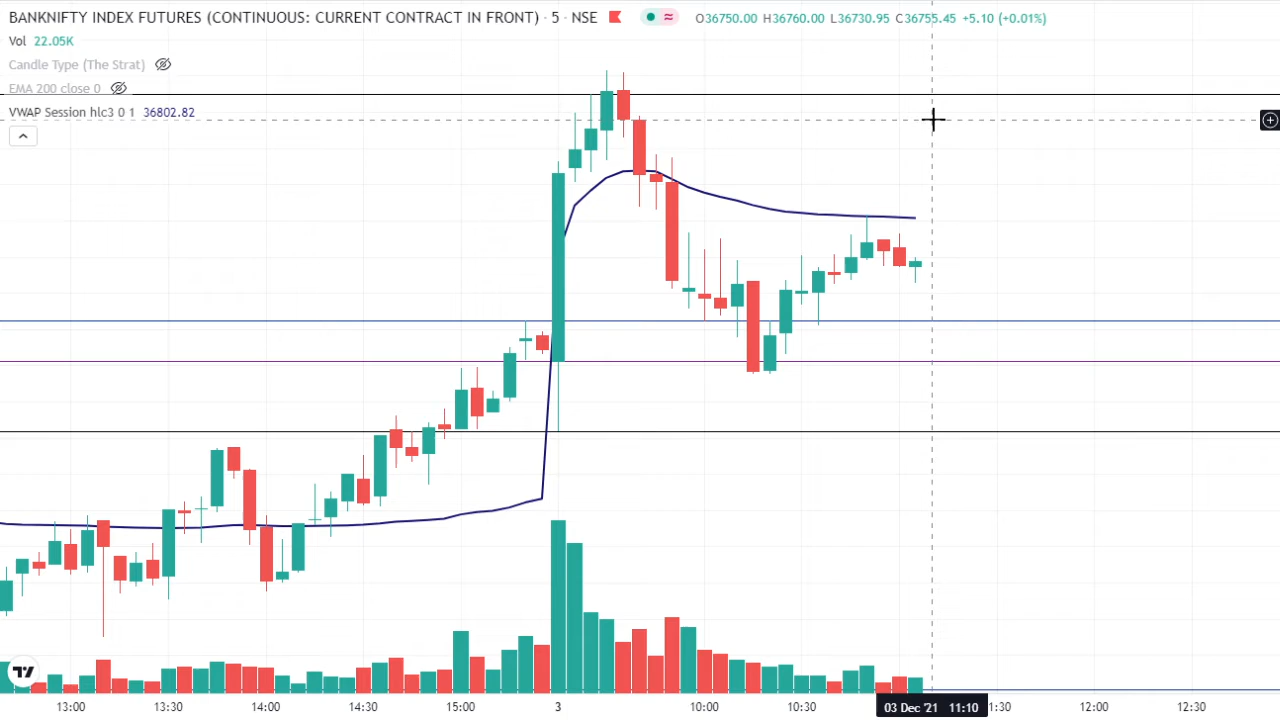 BANKNIFTY INDEX FUTURES (CONTINUOUS: CURRENT CONTRACT IN FRONT) · 5 · NSE O36750.00 H36760.00 L36730.95 C36755.45 +5.10 (+0.01%)
Vol 22.05K
Candle Type (The Strat)
EMA 200 close 0
VWAP Session hlc3 0 1 36802.82
13:00 13:30 14:00 14:30 15:00 3 10:00 10:30 03 Dec '21 11:10 1:30 12:00 12:30